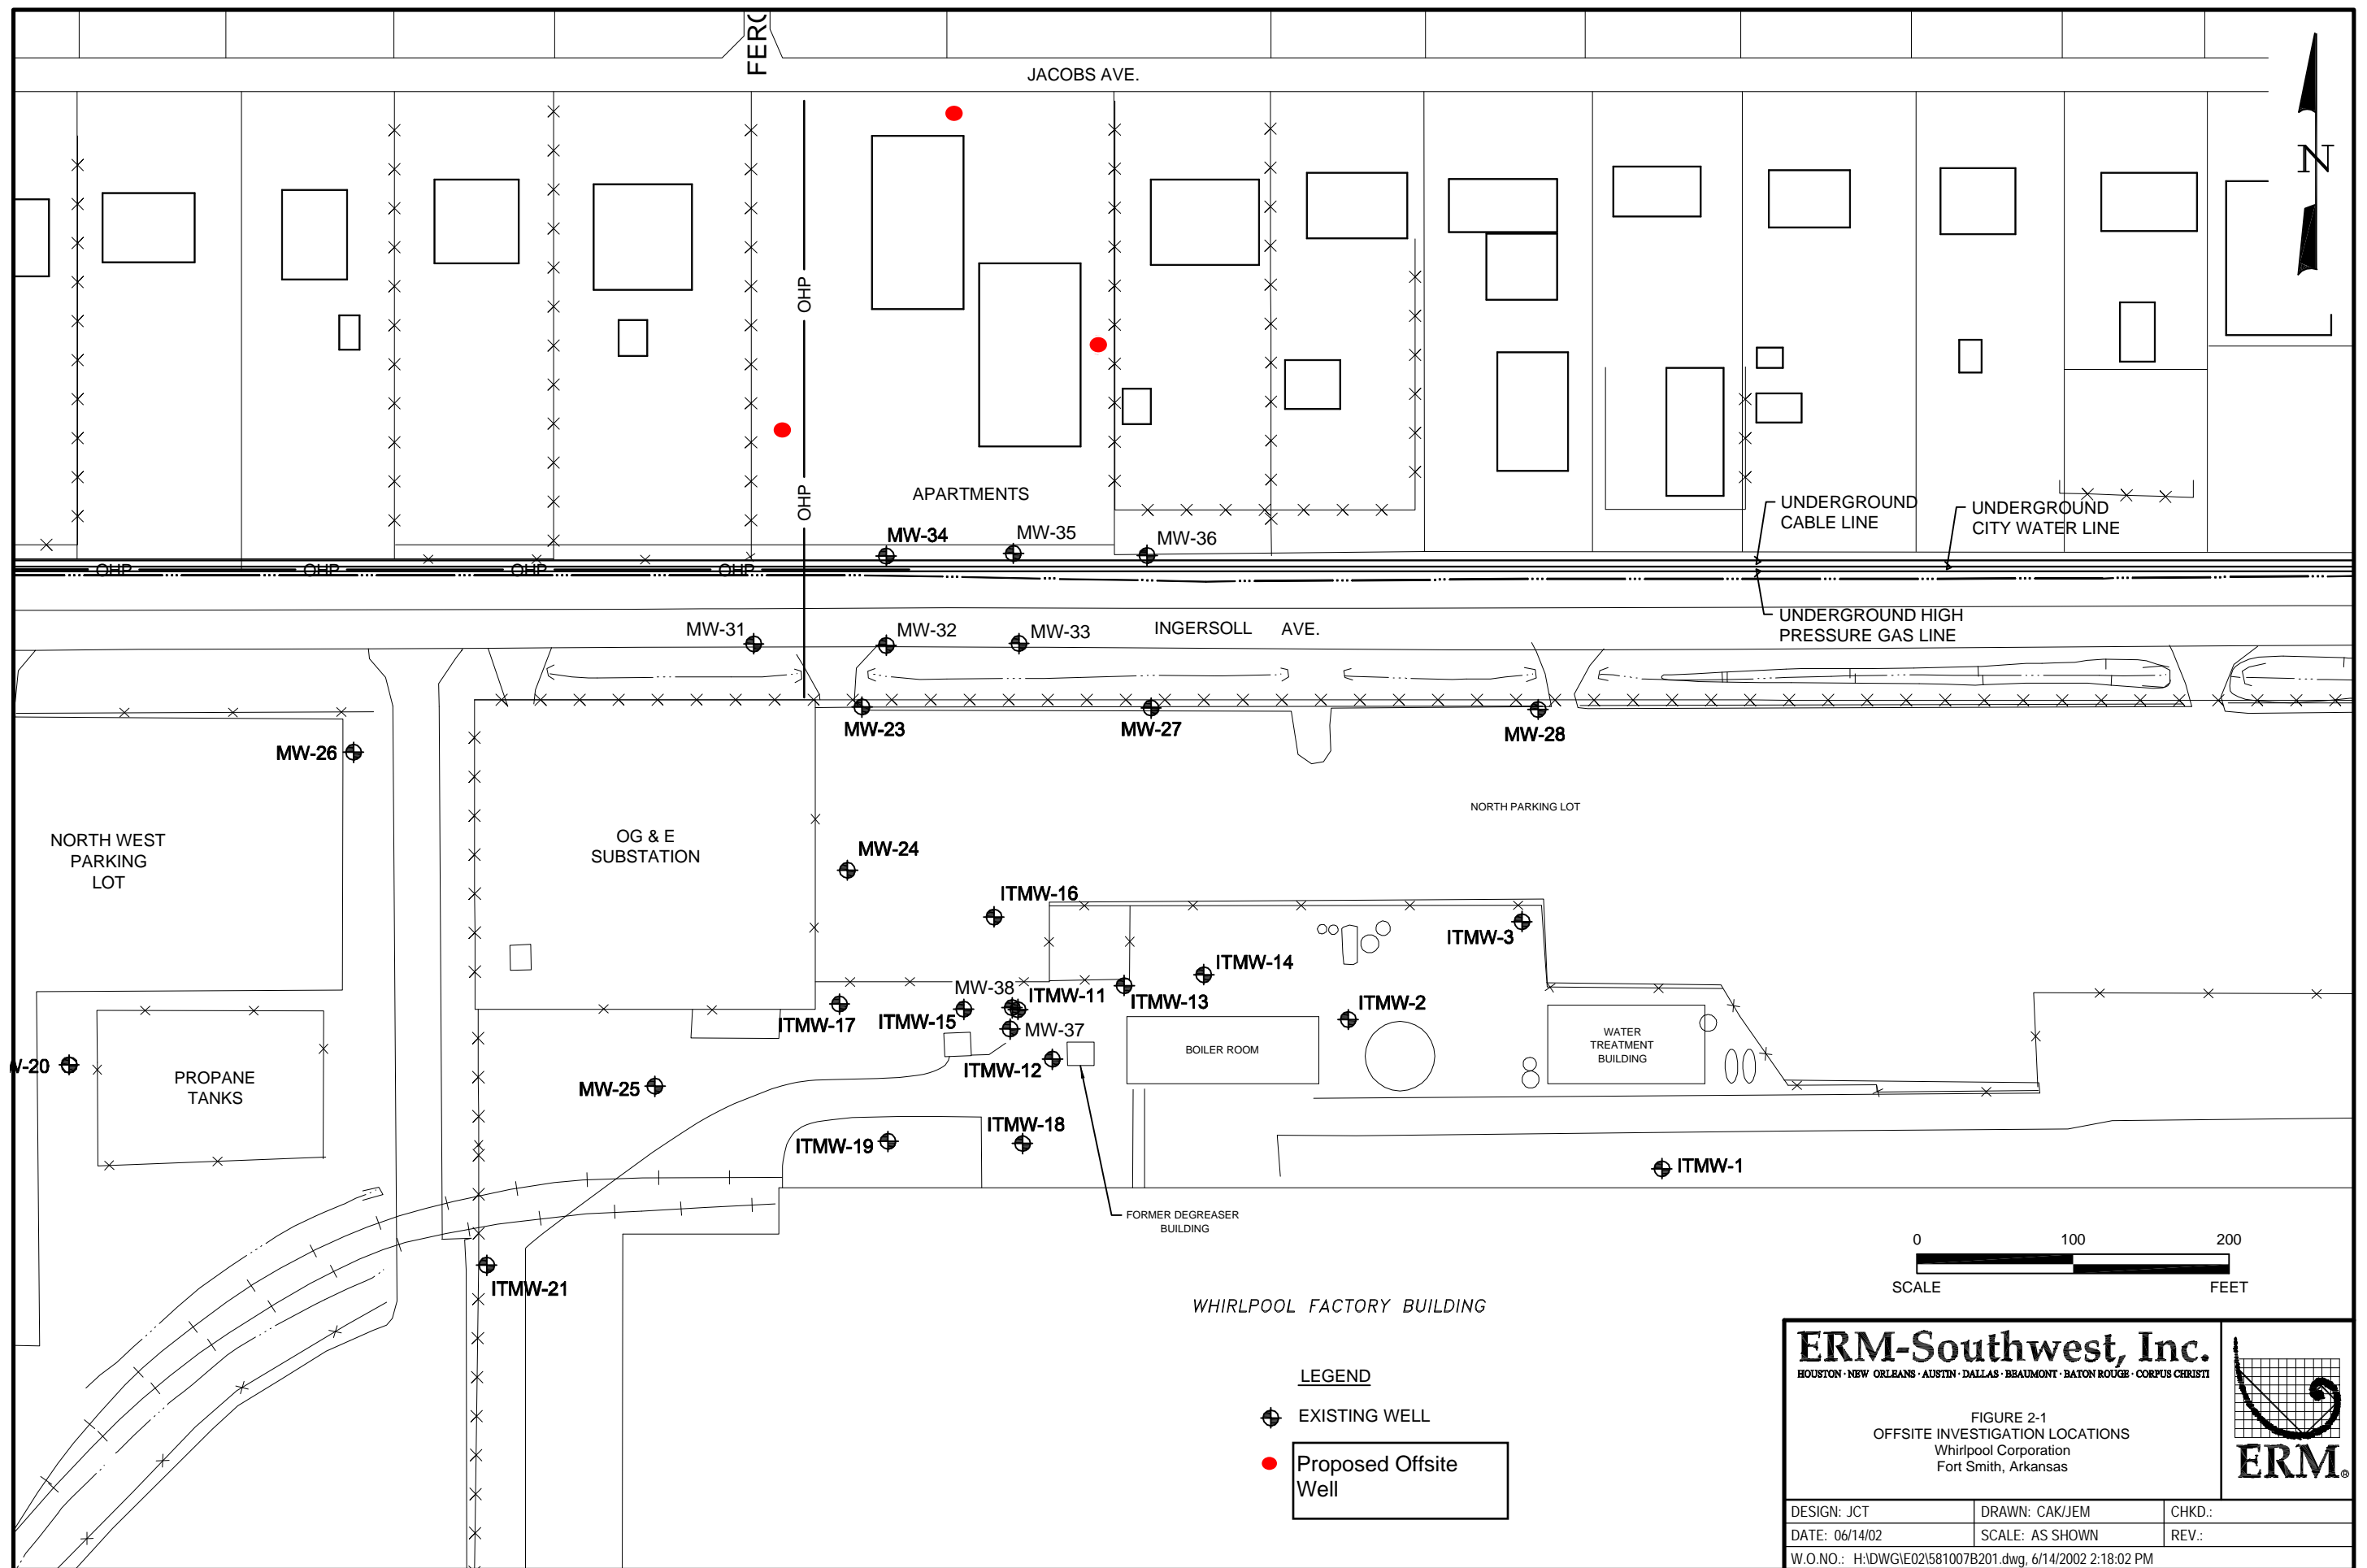 JACOBS AVE.
N
OHP
OHP
APARTMENTS
UNDERGROUND
CABLE LINE
UNDERGROUND
CITY WATER LINE
MW-34
MW-35
MW-36
OHP
OHP
OHP
OHP
UNDERGROUND HIGH
PRESSURE GAS LINE
MW-31
MW-32
MW-33
INGERSOLL AVE.
MW-23
MW-27
MW-28
MW-26
NORTH PARKING LOT
NORTH WEST
PARKING
LOT
OG & E
SUBSTATION
MW-24
ITMW-16
ITMW-3
ITMW-14
MW-38
ITMW-11
ITMW-13
ITMW-2
ITMW-17
ITMW-15
MW-37
BOILER ROOM
WATER
TREATMENT
BUILDING
ITMW-12
-20
PROPANE
TANKS
MW-25
ITMW-18
ITMW-19
ITMW-1
FORMER DEGREASER
BUILDING
0 100 200
SCALE FEET
ITMW-21
WHIRLPOOL FACTORY BUILDING
LEGEND
EXISTING WELL
Proposed Offsite
Well
ERM-Southwest, Inc.
HOUSTON · NEW ORLEANS · AUSTIN · DALLAS · BEAUMONT · BATON ROUGE · CORPUS CHRISTI
FIGURE 2-1
OFFSITE INVESTIGATION LOCATIONS
Whirlpool Corporation
Fort Smith, Arkansas
ERM®
DESIGN: JCT DRAWN: CAK/JEM CHKD.:
DATE: 06/14/02 SCALE: AS SHOWN REV.:
W.O.NO.: H:\DWG\E02\581007B201.dwg, 6/14/2002 2:18:02 PM